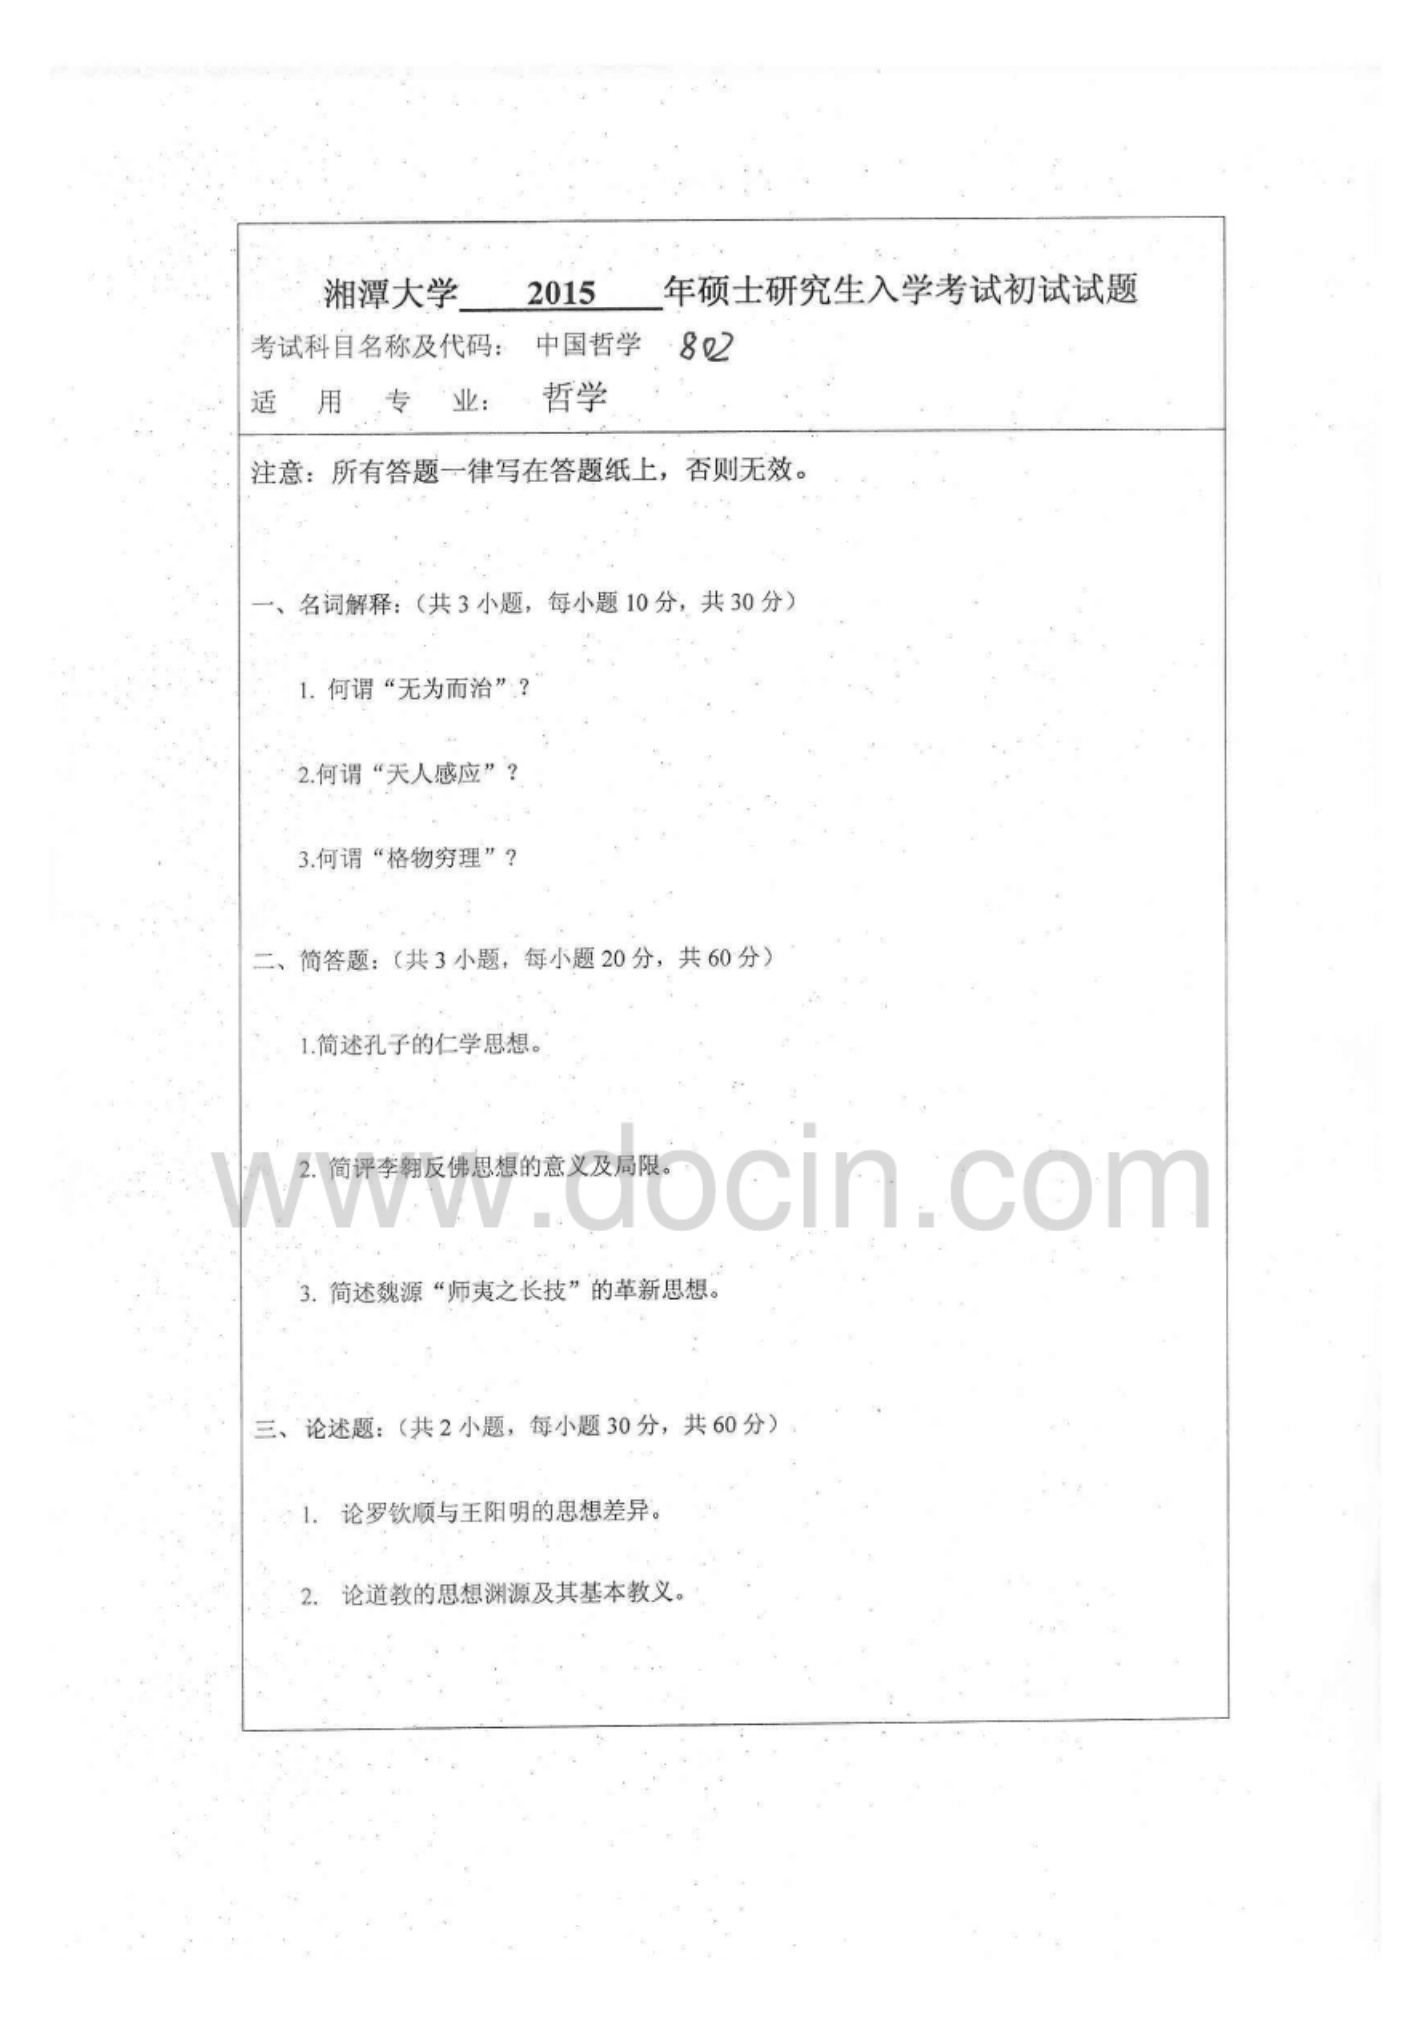 湘潭大学 2015 年硕士研究生入学考试初试试题
考试科目名称及代码： 中国哲学 802
适 用 专 业： 哲学
注意：所有答题一律写在答题纸上，否则无效。
一、名词解释：（共 3 小题，每小题 10 分，共 30 分）
1. 何谓“无为而治”？
2.何谓“天人感应”？
3.何谓“格物穷理”？
二、简答题：（共 3 小题，每小题 20 分，共 60 分）
1.简述孔子的仁学思想。
2. 简评李翱反佛思想的意义及局限。
www.docin.com
3. 简述魏源“师夷之长技”的革新思想。
三、论述题：（共 2 小题，每小题 30 分，共 60 分）
1. 论罗钦顺与王阳明的思想差异。
2. 论道教的思想渊源及其基本教义。